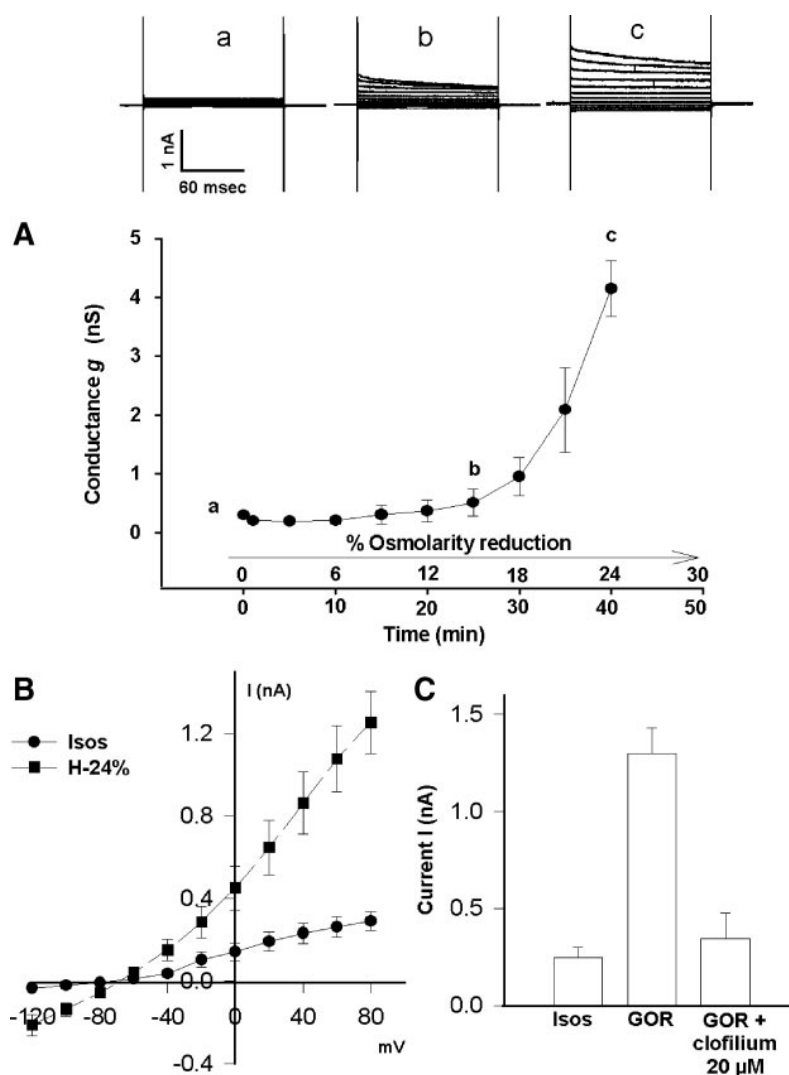 a b c
1 nA
60 msec
A
5
c
4
Conductance g (nS)
3
2
1
b
a
0
% Osmolarity reduction
0 6 12 18 24 30
0 10 20 30 40 50
Time (min)
B
I (nA)
Isos
H-24%
1.2
0.8
0.4
0.0
-120 -80 -40 0 40 80
mV
-0.4
C
1.5
1.0
0.5
0.0
Current I (nA)
Isos GOR GOR +
clofilium
20 µM